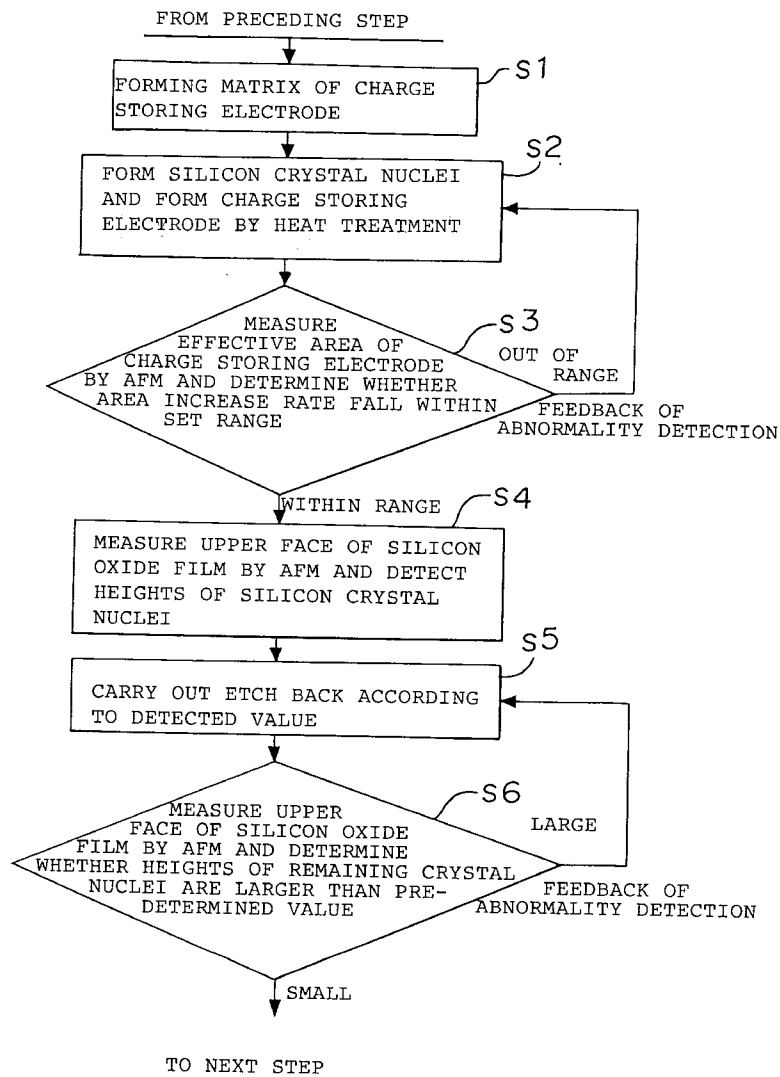 FROM PRECEDING STEP
S1
FORMING MATRIX OF CHARGE
STORING ELECTRODE
S2
FORM SILICON CRYSTAL NUCLEI
AND FORM CHARGE STORING
ELECTRODE BY HEAT TREATMENT
S3
MEASURE
EFFECTIVE AREA OF
CHARGE STORING ELECTRODE
BY AFM AND DETERMINE WHETHER
AREA INCREASE RATE FALL WITHIN
SET RANGE
OUT OF
RANGE
FEEDBACK OF
ABNORMALITY DETECTION
WITHIN RANGE
S4
MEASURE UPPER FACE OF SILICON
OXIDE FILM BY AFM AND DETECT
HEIGHTS OF SILICON CRYSTAL
NUCLEI
S5
CARRY OUT ETCH BACK ACCORDING
TO DETECTED VALUE
S6
MEASURE UPPER
FACE OF SILICON OXIDE
FILM BY AFM AND DETERMINE
WHETHER HEIGHTS OF REMAINING CRYSTAL
NUCLEI ARE LARGER THAN PRE-
DETERMINED VALUE
LARGE
FEEDBACK OF
ABNORMALITY DETECTION
SMALL
TO NEXT STEP